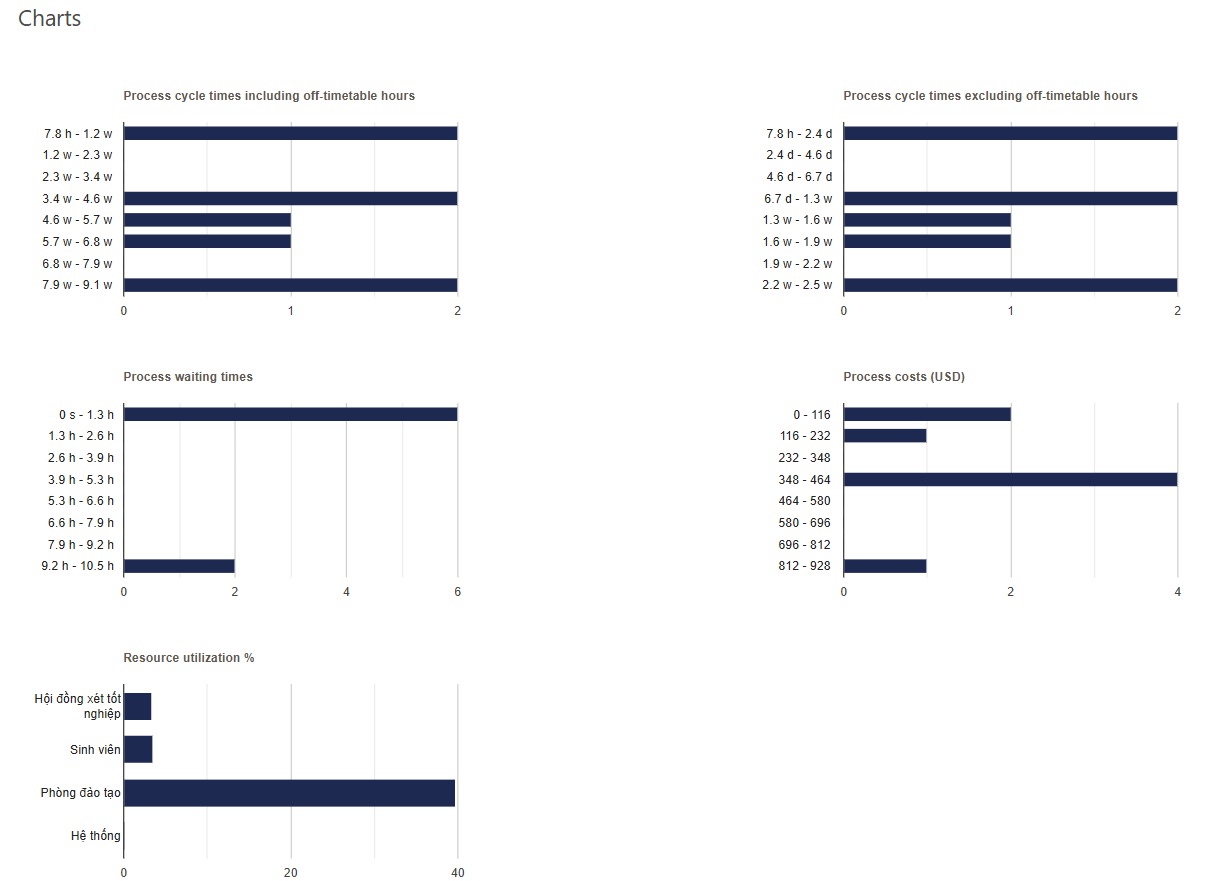 Charts
Process cycle times including off-timetable hours
7.8 h - 1.2 w
1.2 w - 2.3 w
2.3 w - 3.4 w
3.4 w - 4.6 w
4.6 w - 5.7 w
5.7 w - 6.8 w
6.8 w - 7.9 w
7.9 w - 9.1 w
0 1 2
Process cycle times excluding off-timetable hours
7.8 h - 2.4 d
2.4 d - 4.6 d
4.6 d - 6.7 d
6.7 d - 1.3 w
1.3 w - 1.6 w
1.6 w - 1.9 w
1.9 w - 2.2 w
2.2 w - 2.5 w
0 1 2
Process waiting times
0 s - 1.3 h
1.3 h - 2.6 h
2.6 h - 3.9 h
3.9 h - 5.3 h
5.3 h - 6.6 h
6.6 h - 7.9 h
7.9 h - 9.2 h
9.2 h - 10.5 h
0 2 4 6
Process costs (USD)
0 - 116
116 - 232
232 - 348
348 - 464
464 - 580
580 - 696
696 - 812
812 - 928
0 2 4
Resource utilization %
Hội đồng xét tốt
nghiệp
Sinh viên
Phòng đào tạo
Hệ thống
0 20 40